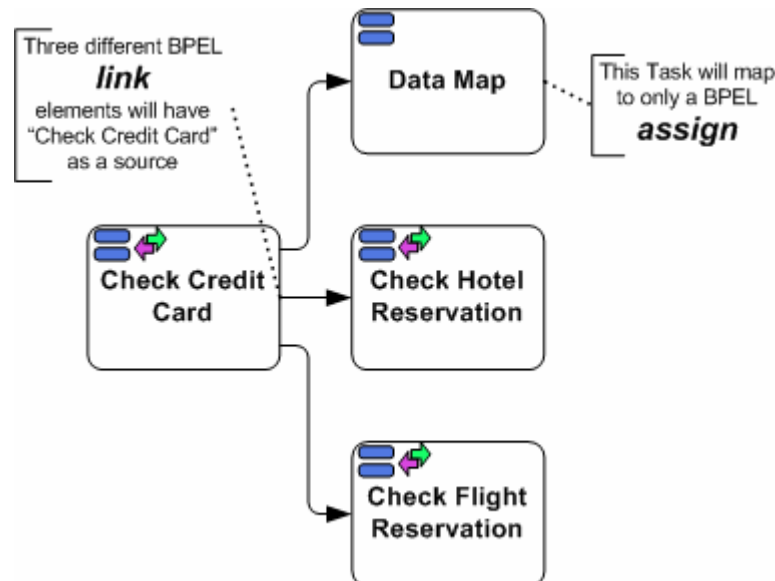 Three different BPEL
link
elements will have
“Check Credit Card”
as a source
Data Map
This Task will map
to only a BPEL
assign
Check Credit
Card
Check Hotel
Reservation
Check Flight
Reservation